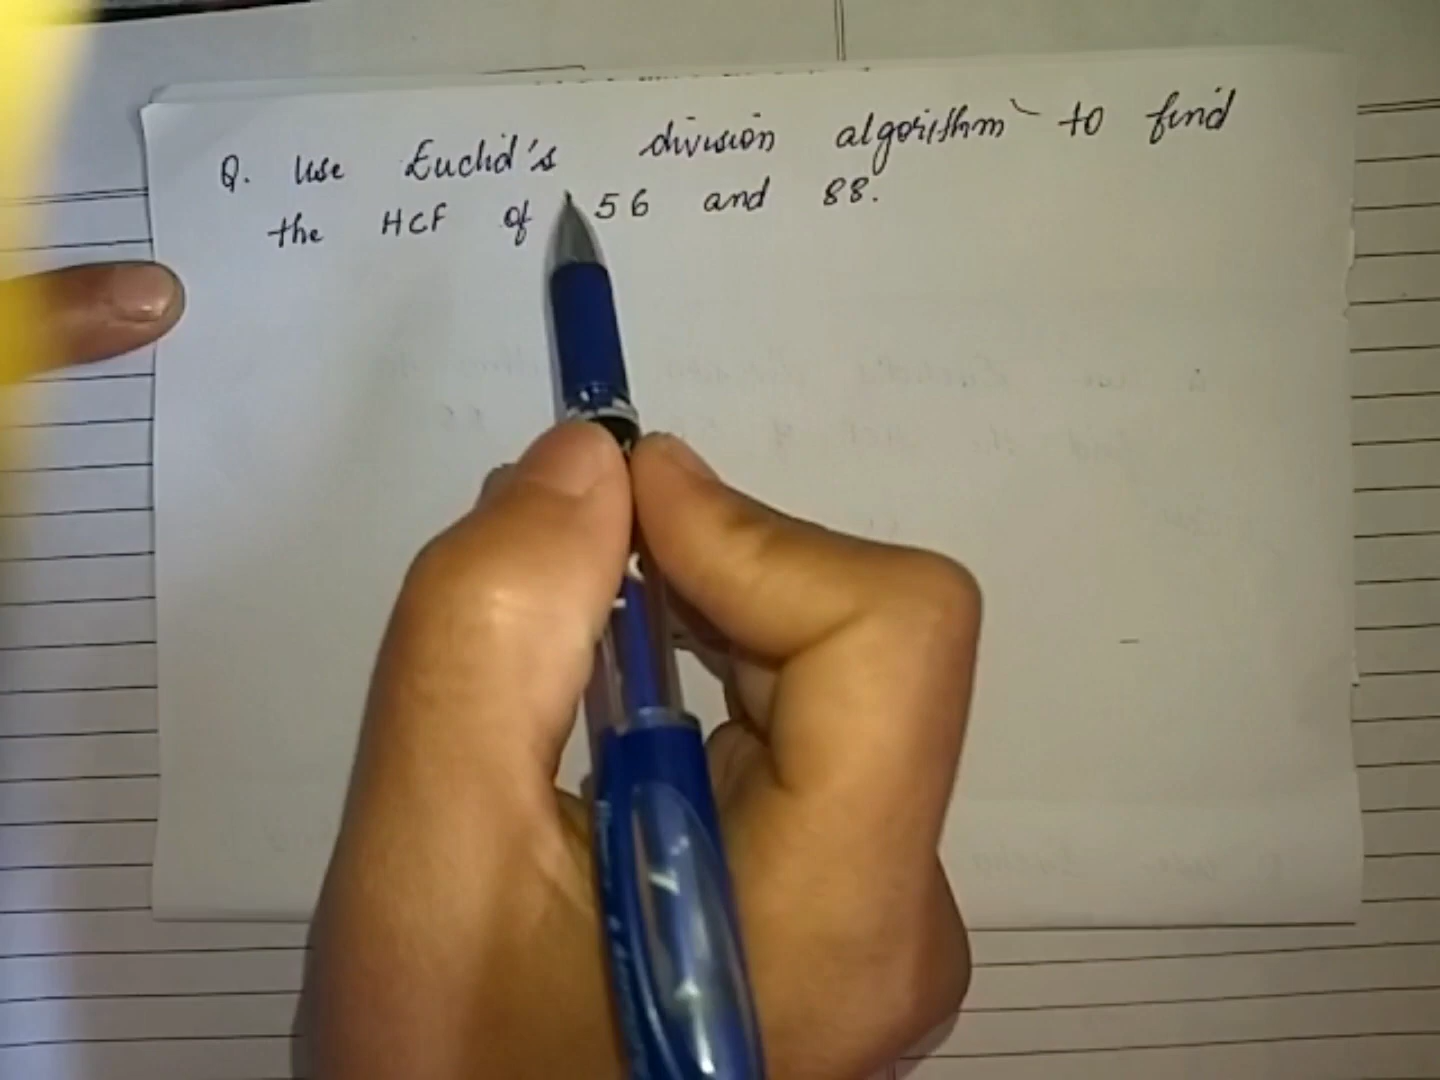 Q. Use Euclid's division algorithm to find
the HCF of 56 and 88.